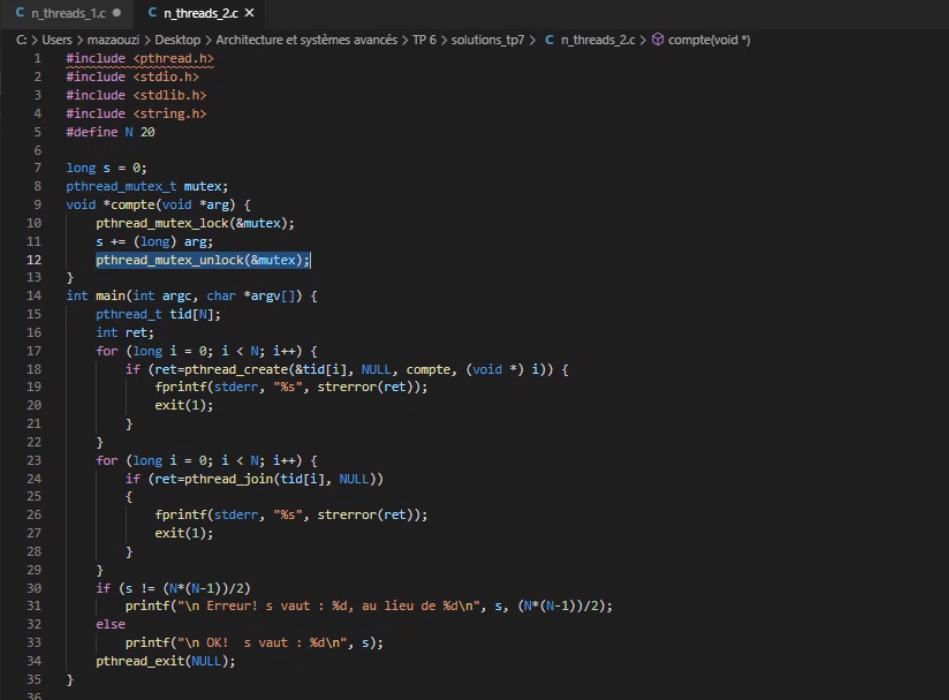 n_threads_1.c ● n_threads_2.c ×
C: > Users > mazaouzi > Desktop > Architecture et systèmes avancés > TP 6 > solutions_tp7 > C n_threads_2.c > compte(void *)
1 #include <pthread.h>
2 #include <stdio.h>
3 #include <stdlib.h>
4 #include <string.h>
5 #define N 20
6
7 long s = 0;
8 pthread_mutex_t mutex;
9 void *compte(void *arg) {
10     pthread_mutex_lock(&mutex);
11     s += (long) arg;
12     pthread_mutex_unlock(&mutex);
13 }
14 int main(int argc, char *argv[]) {
15     pthread_t tid[N];
16     int ret;
17     for (long i = 0; i < N; i++) {
18         if (ret=pthread_create(&tid[i], NULL, compte, (void *) i)) {
19             fprintf(stderr, "%s", strerror(ret));
20             exit(1);
21         }
22     }
23     for (long i = 0; i < N; i++) {
24         if (ret=pthread_join(tid[i], NULL))
25         {
26             fprintf(stderr, "%s", strerror(ret));
27             exit(1);
28         }
29     }
30     if (s != (N*(N-1))/2)
31         printf("\n Erreur! s vaut : %d, au lieu de %d\n", s, (N*(N-1))/2);
32     else
33         printf("\n OK!  s vaut : %d\n", s);
34     pthread_exit(NULL);
35 }
36